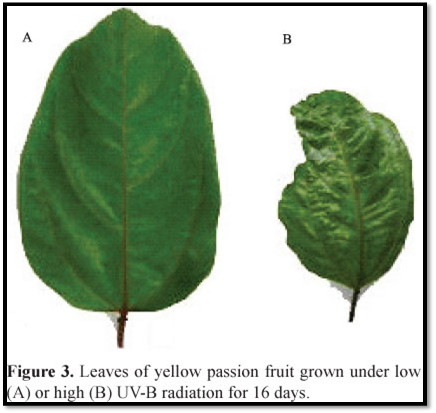 A
B
Figure 3. Leaves of yellow passion fruit grown under low
(A) or high (B) UV-B radiation for 16 days.